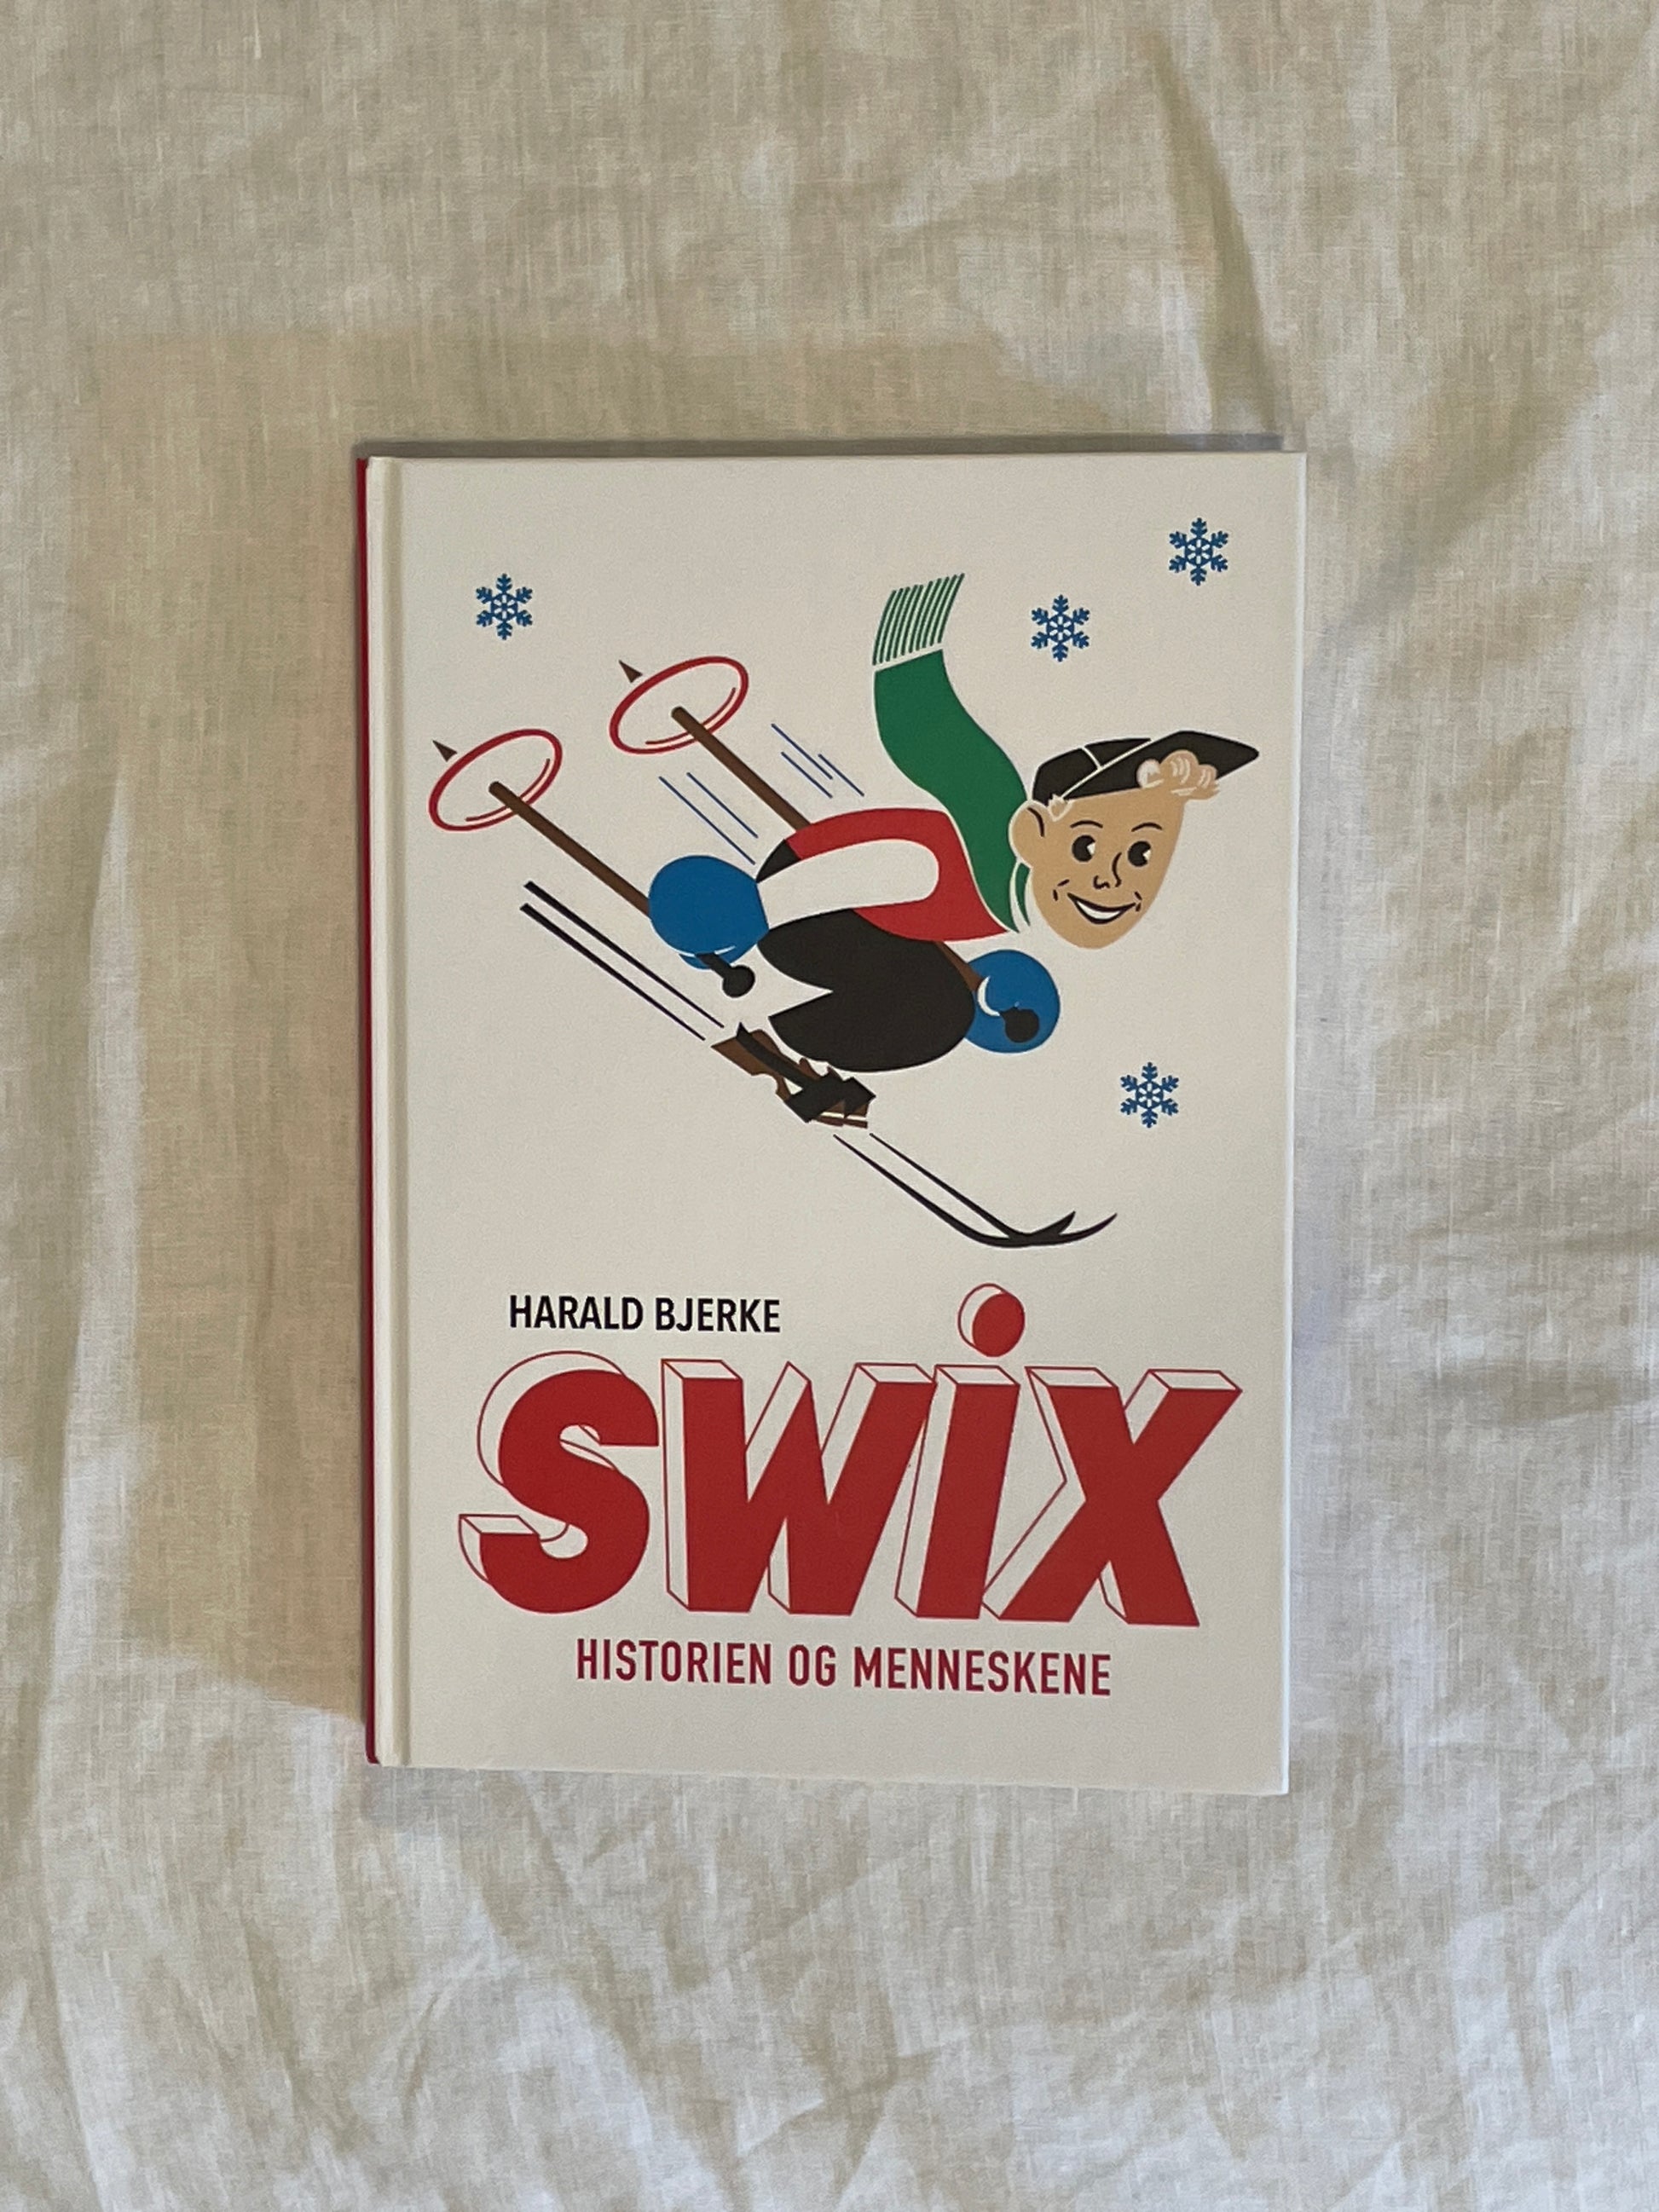 HARALD BJERKE
SWiX
HISTORIEN OG MENNESKENE